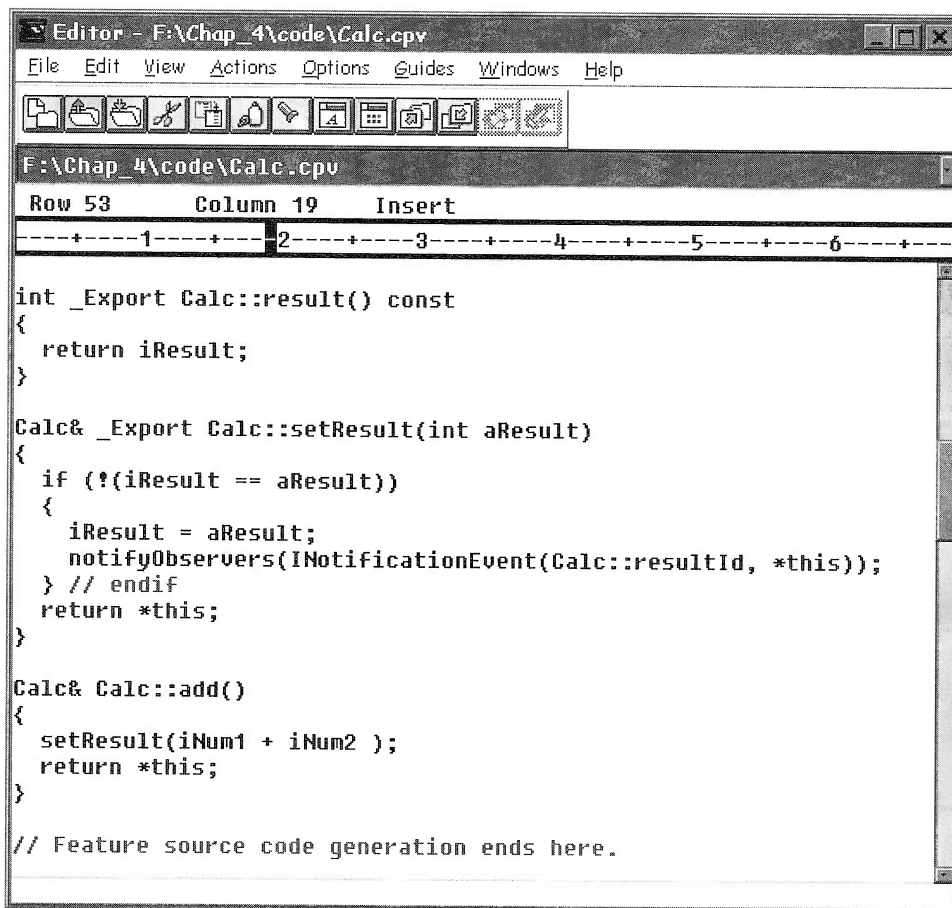 Editor - F:\Chap_4\code\Calc.cpv
File Edit View Actions Options Guides Windows Help
F:\Chap_4\code\Calc.cpv
Row 53 Column 19 Insert
----+----1----+---- 2----+----3----+----4----+----5----+----6----+---
int _Export Calc::result() const
{
  return iResult;
}
Calc& _Export Calc::setResult(int aResult)
{
  if (!(iResult == aResult))
  {
    iResult = aResult;
    notifyObservers(INotificationEvent(Calc::resultId, *this));
  } // endif
  return *this;
}
Calc& Calc::add()
{
  setResult(iNum1 + iNum2 );
  return *this;
}
// Feature source code generation ends here.